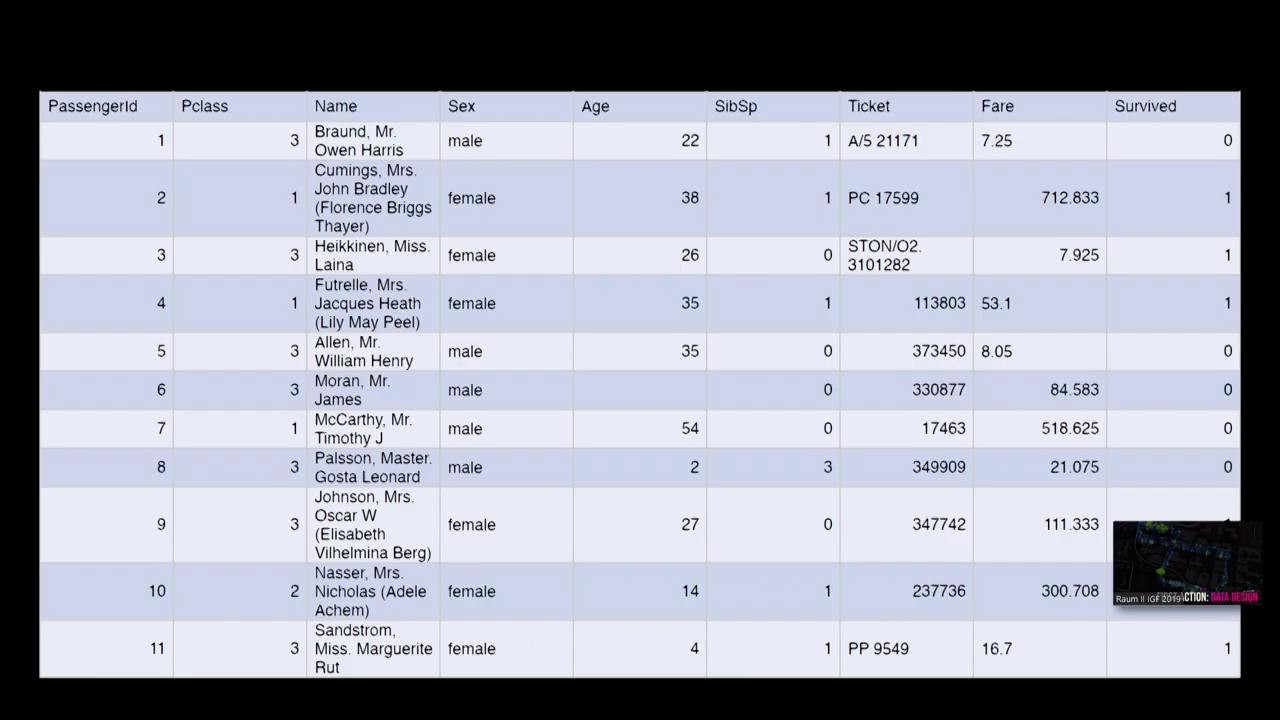 PassengerId Pclass Name Sex Age SibSp Ticket Fare Survived
1 3 Braund, Mr. Owen Harris male 22 1 A/5 21171 7.25 0
2 1 Cumings, Mrs. John Bradley (Florence Briggs Thayer) female 38 1 PC 17599 712.833 1
3 3 Heikkinen, Miss. Laina female 26 0 STON/O2. 3101282 7.925 1
4 1 Futrelle, Mrs. Jacques Heath (Lily May Peel) female 35 1 113803 53.1 1
5 3 Allen, Mr. William Henry male 35 0 373450 8.05 0
6 3 Moran, Mr. James male 0 330877 84.583 0
7 1 McCarthy, Mr. Timothy J male 54 0 17463 518.625 0
8 3 Palsson, Master. Gosta Leonard male 2 3 349909 21.075 0
9 3 Johnson, Mrs. Oscar W (Elisabeth Vilhelmina Berg) female 27 0 347742 111.333
10 2 Nasser, Mrs. Nicholas (Adele Achem) female 14 1 237736 300.708
Raum II IGF 2019 ACTION: DATA DESIGN
11 3 Sandstrom, Miss. Marguerite Rut female 4 1 PP 9549 16.7 1